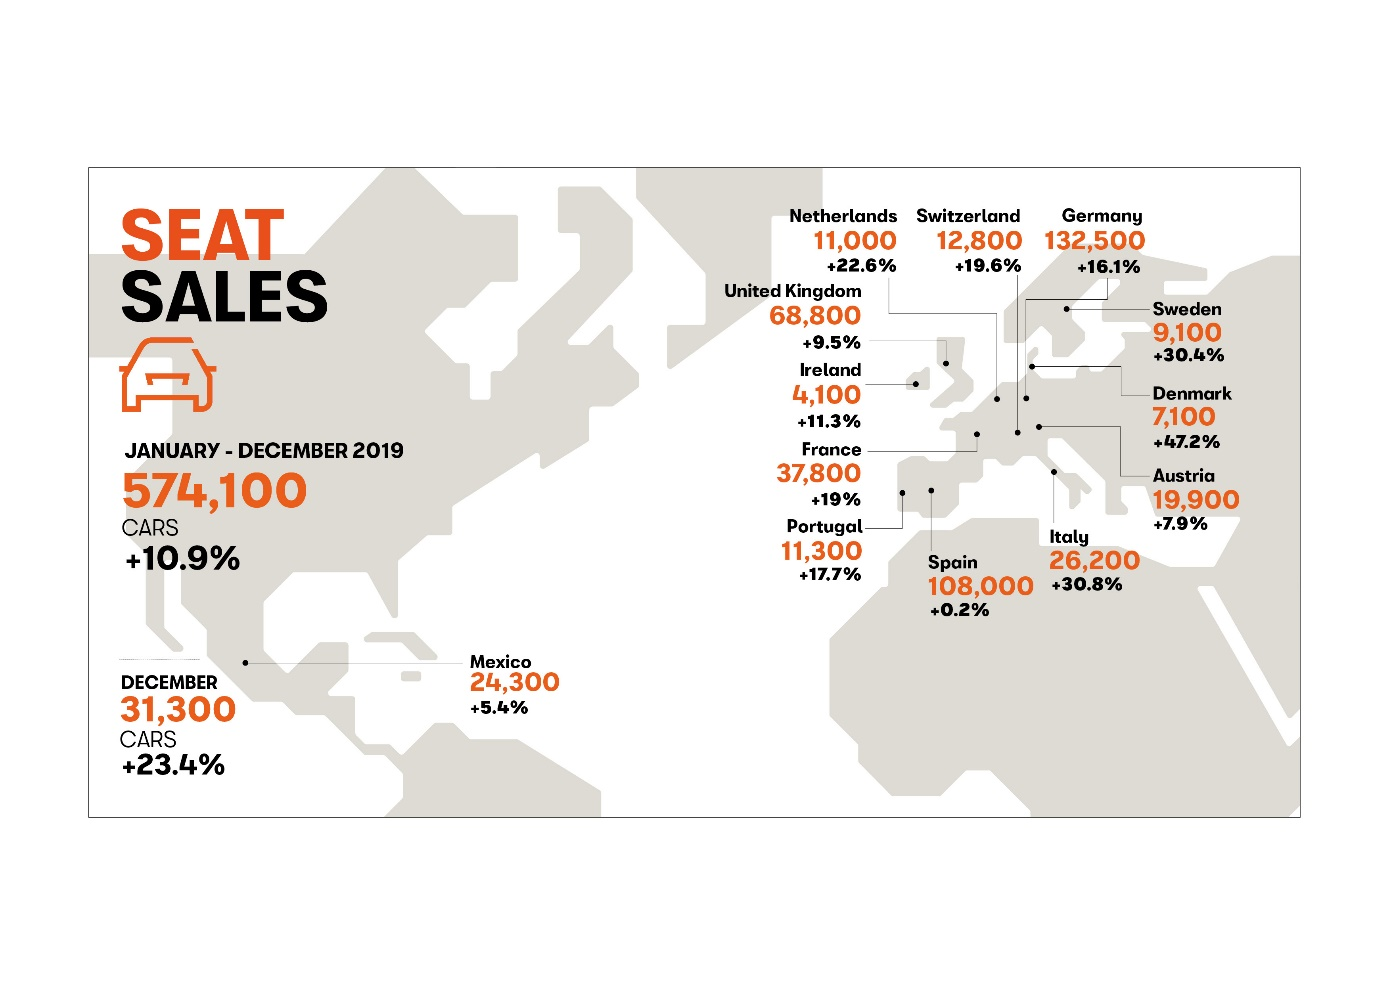 SEAT
SALES
JANUARY - DECEMBER 2019
574,100
CARS
+10.9%
DECEMBER
31,300
CARS
+23.4%
Mexico
24,300
+5.4%
Netherlands
11,000
+22.6%
Switzerland
12,800
+19.6%
Germany
132,500
+16.1%
United Kingdom
68,800
+9.5%
Ireland
4,100
+11.3%
France
37,800
+19%
Portugal
11,300
+17.7%
Spain
108,000
+0.2%
Italy
26,200
+30.8%
Sweden
9,100
+30.4%
Denmark
7,100
+47.2%
Austria
19,900
+7.9%